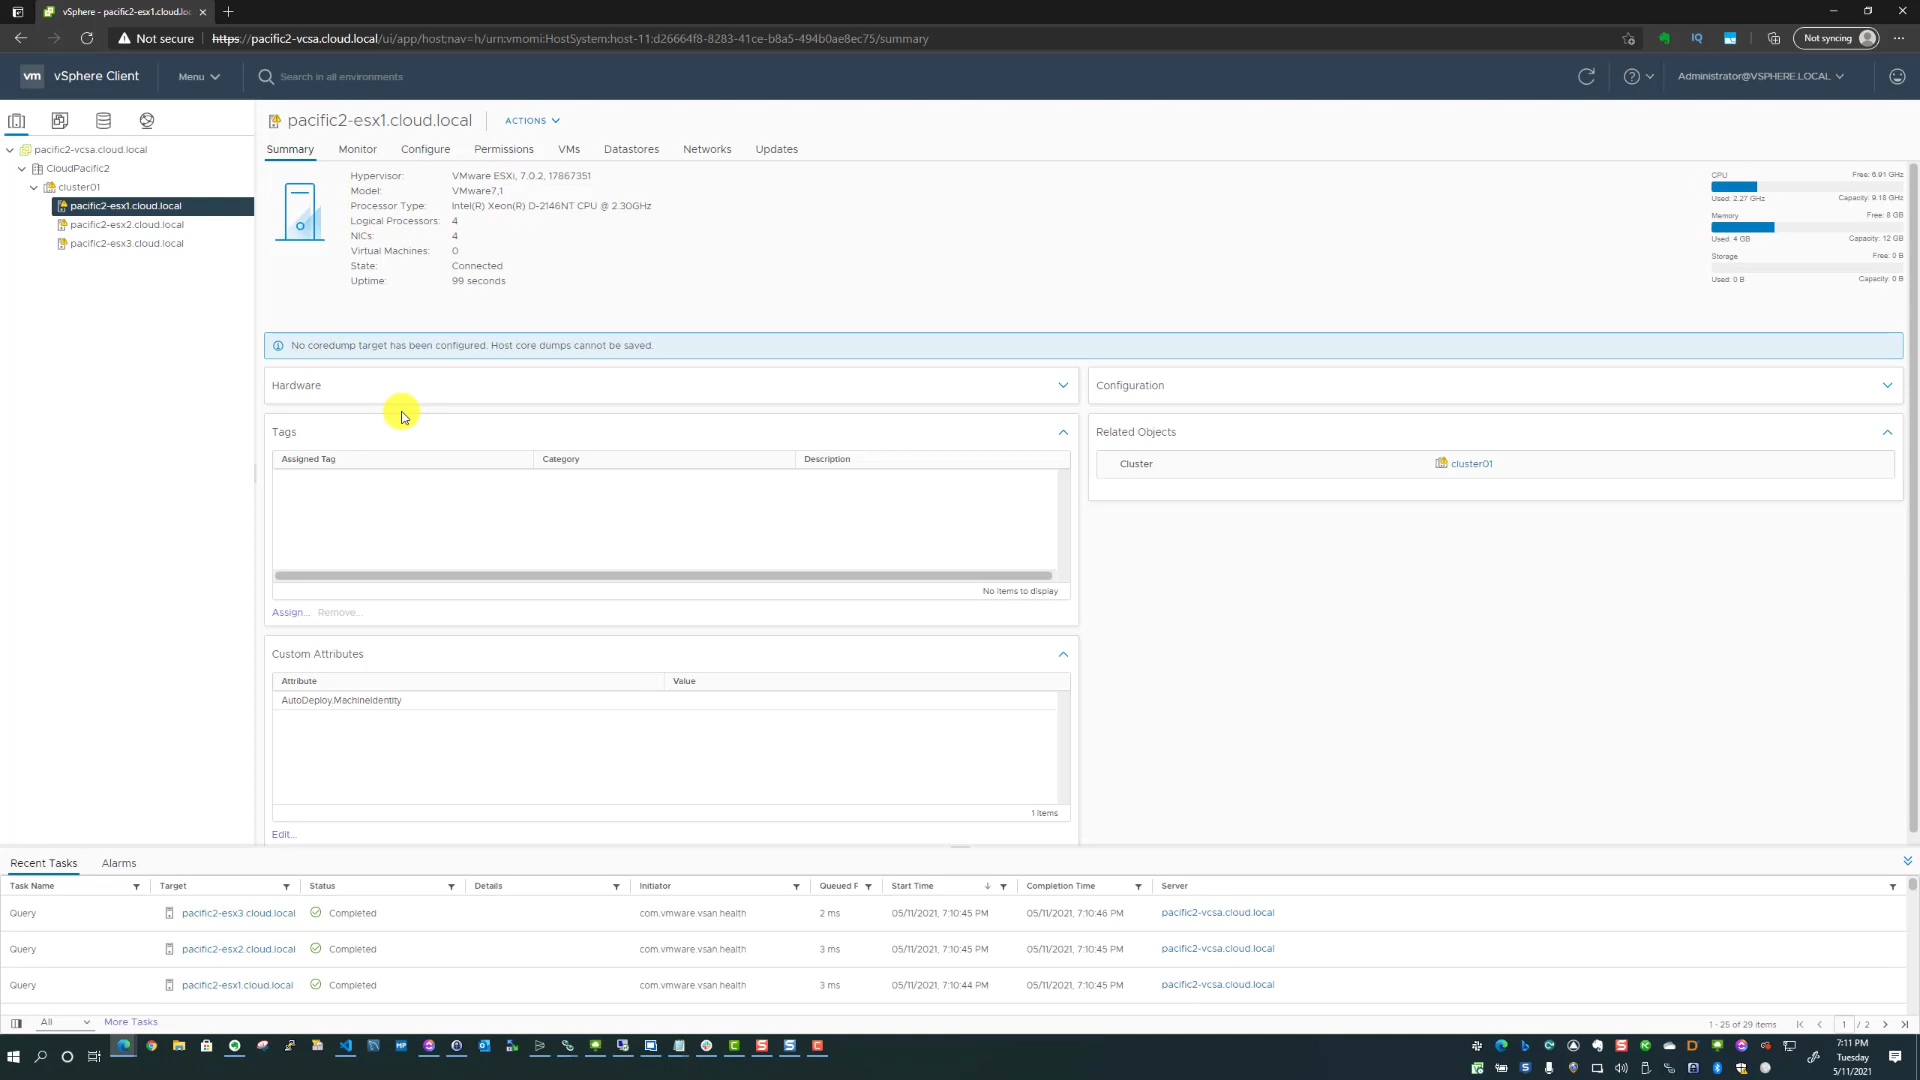 vSphere - pacific2-esx1.cloud.loc
Not secure
https://pacific2-vcsa.cloud.local/ui/app/host;nav=h/urn:vmomi:HostSystem:host-11:d26664f8-8283-41ce-b8a5-494b0ae8ec75/summary
Not syncing
vm
vSphere Client
Menu
Search in all environments
Administrator@VSPHERE.LOCAL
pacific2-vcsa.cloud.local
CloudPacific2
cluster01
pacific2-esx1.cloud.local
pacific2-esx2.cloud.local
pacific2-esx3.cloud.local
pacific2-esx1.cloud.local
ACTIONS
Summary Monitor Configure Permissions VMs Datastores Networks Updates
Hypervisor: VMware ESXi, 7.0.2, 17867351
Model: VMware7,1
Processor Type: Intel(R) Xeon(R) D-2146NT CPU @ 2.30GHz
Logical Processors: 4
NICs: 4
Virtual Machines: 0
State: Connected
Uptime: 99 seconds
CPU Free: 6.91 GHz
Used: 2.27 GHz Capacity: 9.18 GHz
Memory Free: 8 GB
Used: 4 GB Capacity: 12 GB
Storage Free: 0 B
Used: 0 B Capacity: 0 B
No coredump target has been configured. Host core dumps cannot be saved.
Hardware
Tags
Assigned Tag Category Description
No items to display
Assign... Remove...
Custom Attributes
Attribute Value
AutoDeploy.MachineIdentity
1 items
Edit...
Configuration
Related Objects
Cluster cluster01
Recent Tasks Alarms
Task Name Target Status Details Initiator Queued F Start Time Completion Time Server
Query pacific2-esx3.cloud.local Completed com.vmware.vsan.health 2 ms 05/11/2021, 7:10:45 PM 05/11/2021, 7:10:46 PM pacific2-vcsa.cloud.local
Query pacific2-esx2.cloud.local Completed com.vmware.vsan.health 3 ms 05/11/2021, 7:10:45 PM 05/11/2021, 7:10:45 PM pacific2-vcsa.cloud.local
Query pacific2-esx1.cloud.local Completed com.vmware.vsan.health 3 ms 05/11/2021, 7:10:44 PM 05/11/2021, 7:10:45 PM pacific2-vcsa.cloud.local
All More Tasks
1 - 25 of 29 items
1 / 2
7:11 PM
Tuesday
5/11/2021